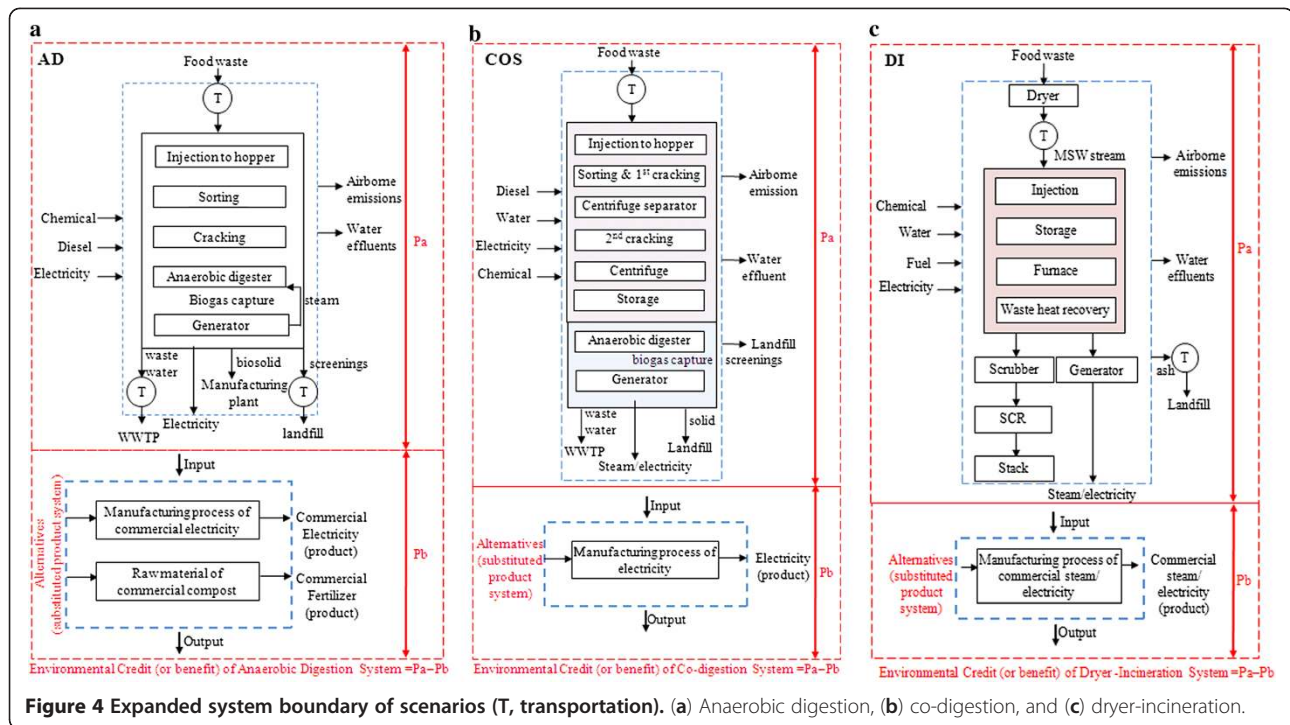 a
AD
Food waste
T
Injection to hopper
Sorting
Cracking
Anaerobic digester
Biogas capture
steam
Generator
Chemical
Diesel
Electricity
Airborne
emissions
Water
effluents
waste
water
T
WWTP
Electricity
biosolid
Manufacturing
plant
screenings
T
landfill
Pa
Input
Alternatives
(substituted product system)
Manufacturing process of
commercial electricity
Commercial
Electricity
(product)
Raw material of
commercial compost
Commercial
Fertilizer
(product)
Output
Pb
Environmental Credit (or benefit) of Anaerobic Digestion System =Pa–Pb
b
COS
Food waste
T
Injection to hopper
Sorting & 1st cracking
Centrifuge separator
2nd cracking
Centrifuge
Storage
Anaerobic digester
biogas capture
Generator
Diesel
Water
Electricity
Chemical
Airborne
emission
Water
effluent
Landfill
screenings
waste
water
WWTP
Steam/electricity
solid
Landfill
Pa
Input
Alternatives
(substituted
product
system)
Manufacturing process of
electricity
Electricity
(product)
Output
Pb
Environmental Credit (or benefit) of Co-digestion System =Pa–Pb
c
DI
Food waste
Dryer
T
MSW stream
Injection
Storage
Furnace
Waste heat recovery
Chemical
Water
Fuel
Electricity
Airborne
emissions
Water
effluents
Scrubber
Generator
SCR
Stack
ash
T
Landfill
Steam/electricity
Pa
Input
Alternatives
(substituted
product
system)
Manufacturing process of
commercial steam/
electricity
Commercial
steam/
electricity
(product)
Output
Pb
Environmental Credit (or benefit) of Dryer-Incineration System =Pa–Pb
Figure 4 Expanded system boundary of scenarios (T, transportation). (a) Anaerobic digestion, (b) co-digestion, and (c) dryer-incineration.